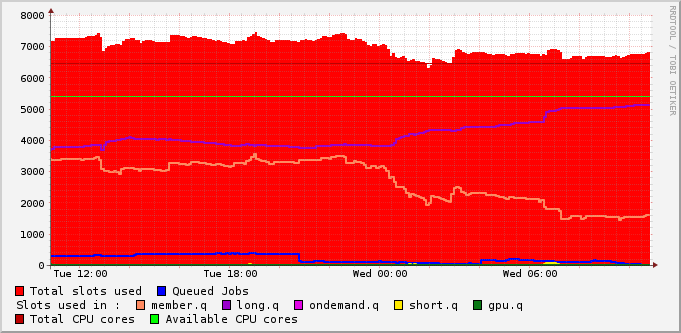 8000
7000
6000
5000
4000
3000
2000
1000
0
Tue 12:00 Tue 18:00 Wed 00:00 Wed 06:00
Total slots used Queued Jobs
Slots used in : member.q long.q ondemand.q short.q gpu.q
Total CPU cores Available CPU cores
RRDTOOL / TOBI OETIKER